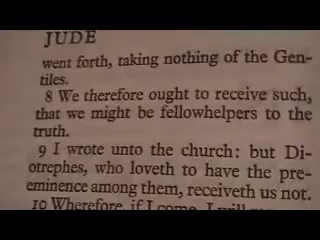 JUDE
went forth, taking nothing of the Gen-
tiles.
8 We therefore ought to receive such,
that we might be fellowhelpers to the
truth.
9 I wrote unto the church: but Di-
otrephes, who loveth to have the pre-
eminence among them, receiveth us not.
10 Wherefore, if I come, I will